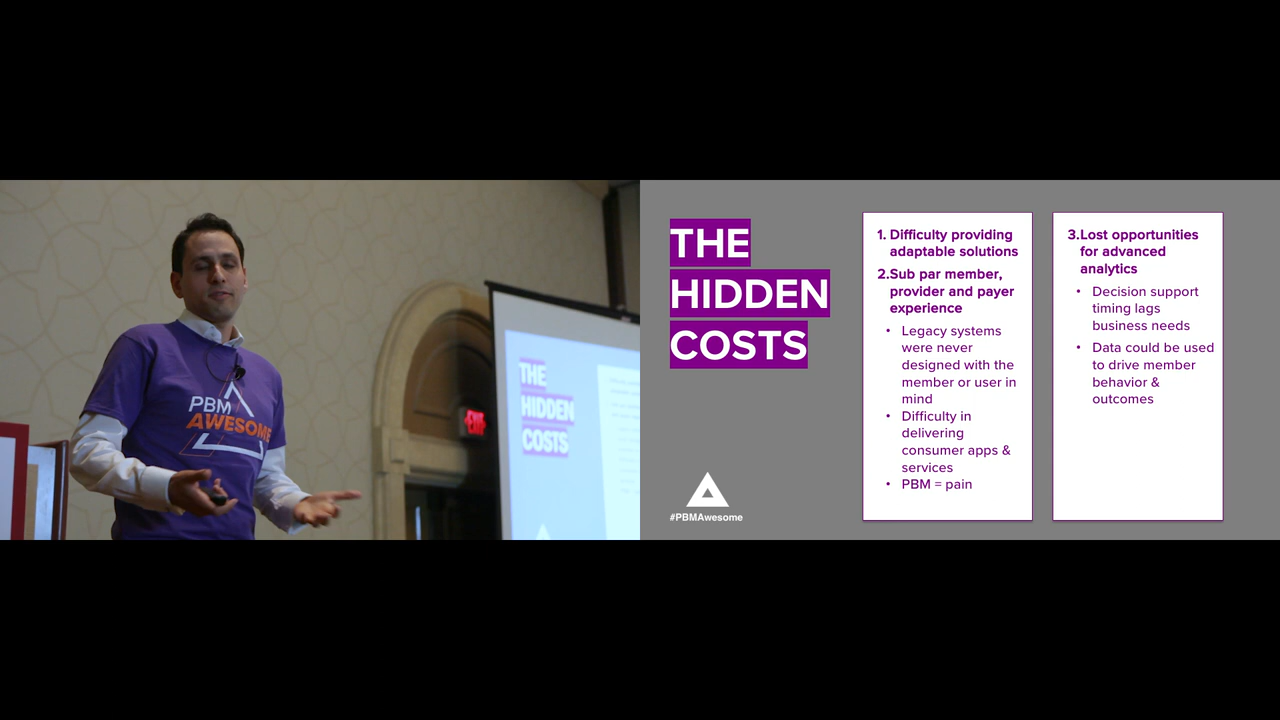 PBM
AWESOME
EXIT
THE
HIDDEN
COSTS
THE
HIDDEN
COSTS
#PBMAwesome
1. Difficulty providing
adaptable solutions
2.Sub par member,
provider and payer
experience
• Legacy systems
were never
designed with the
member or user in
mind
• Difficulty in
delivering
consumer apps &
services
• PBM = pain
3.Lost opportunities
for advanced
analytics
• Decision support
timing lags
business needs
• Data could be used
to drive member
behavior &
outcomes